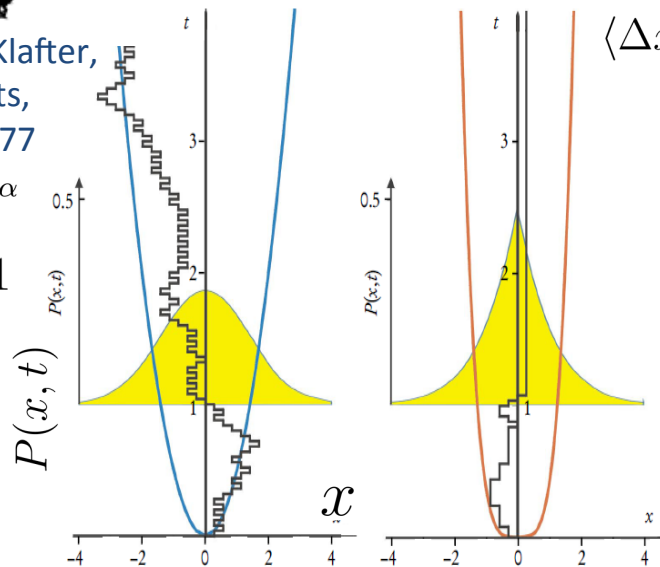 Klafter,
ts,
77
α
1
P(x, t)
t
3
0.5
2
P(x,t)
1
x
−4 −2 0 2 4
⟨Δx
t
3
0.5
2
P(x,t)
1
x
−4 −2 0 2 4